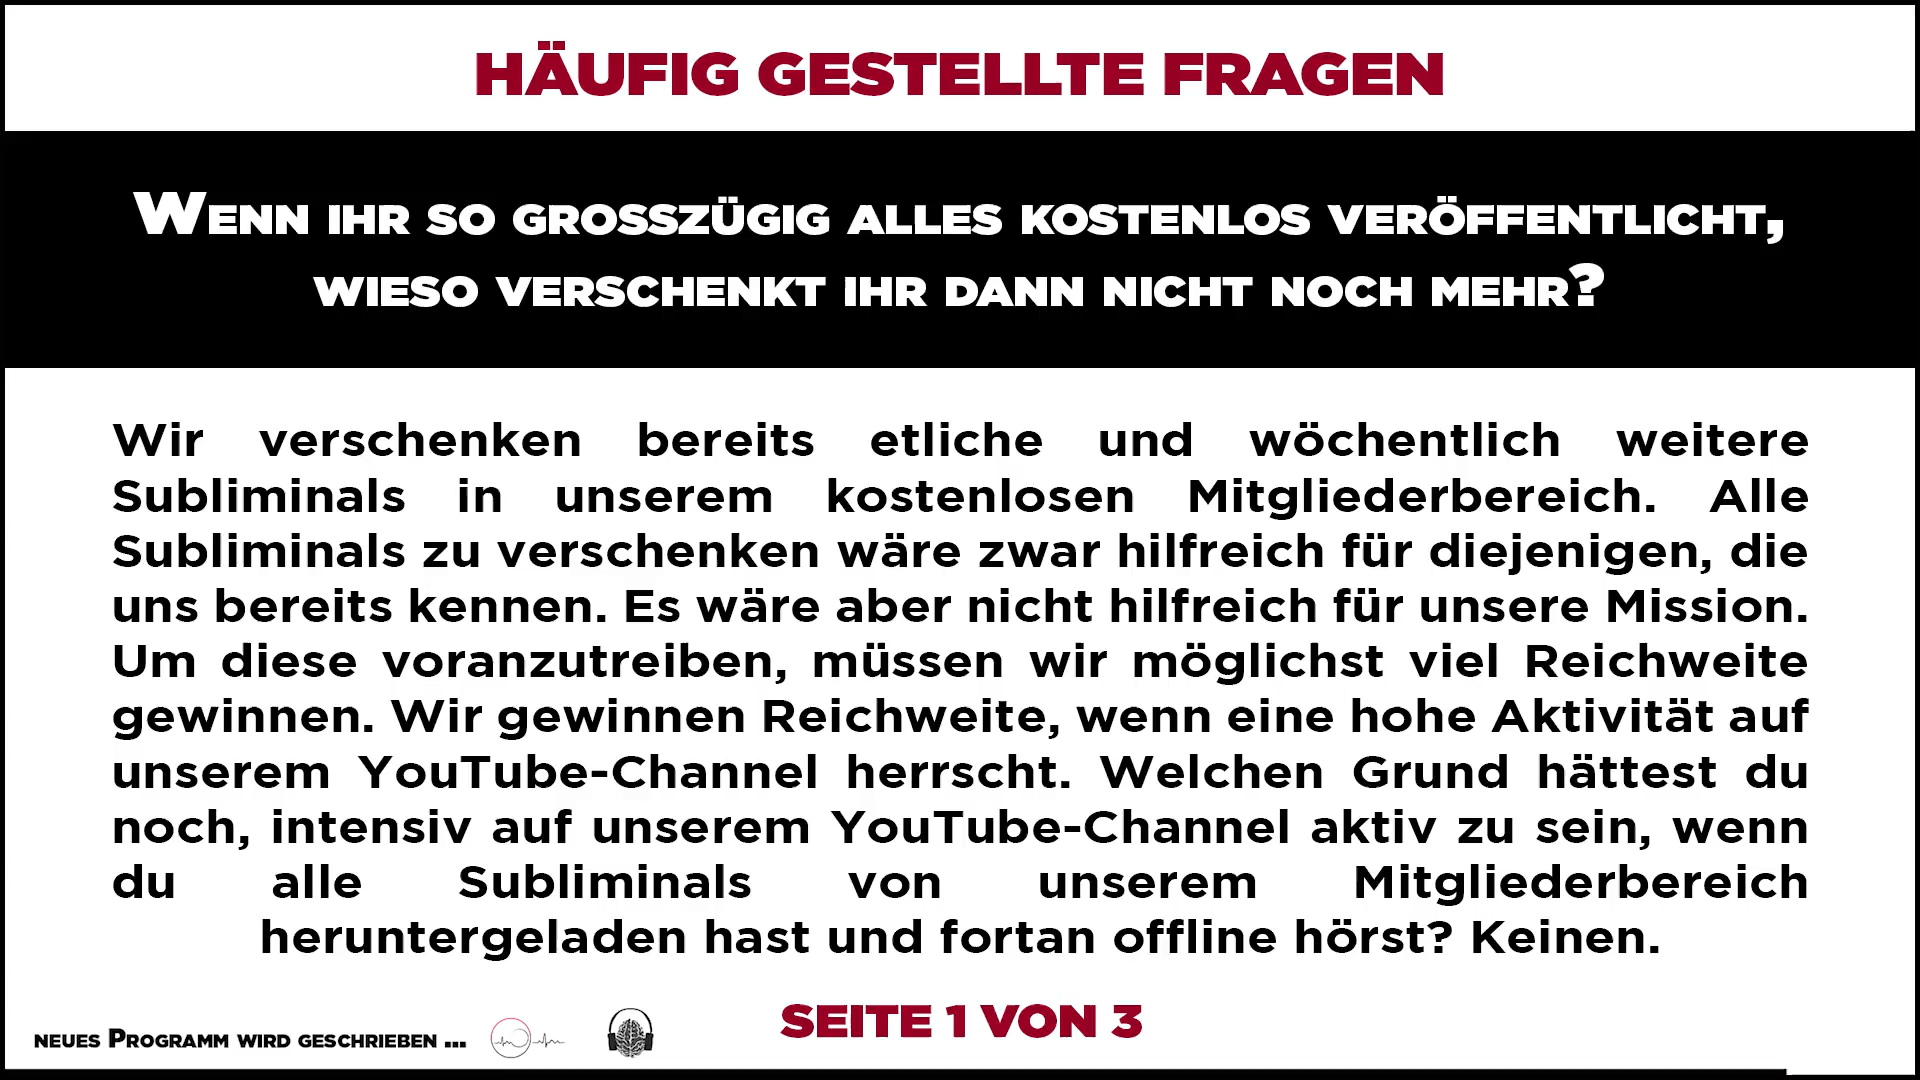 HÄUFIG GESTELLTE FRAGEN
WENN IHR SO GROSSZÜGIG ALLES KOSTENLOS VERÖFFENTLICHT,
WIESO VERSCHENKT IHR DANN NICHT NOCH MEHR?
Wir verschenken bereits etliche und wöchentlich weitere
Subliminals in unserem kostenlosen Mitgliederbereich. Alle
Subliminals zu verschenken wäre zwar hilfreich für diejenigen, die
uns bereits kennen. Es wäre aber nicht hilfreich für unsere Mission.
Um diese voranzutreiben, müssen wir möglichst viel Reichweite
gewinnen. Wir gewinnen Reichweite, wenn eine hohe Aktivität auf
unserem YouTube-Channel herrscht. Welchen Grund hättest du
noch, intensiv auf unserem YouTube-Channel aktiv zu sein, wenn
du alle Subliminals von unserem Mitgliederbereich
heruntergeladen hast und fortan offline hörst? Keinen.
SEITE 1 VON 3
NEUES PROGRAMM WIRD GESCHRIEBEN ...